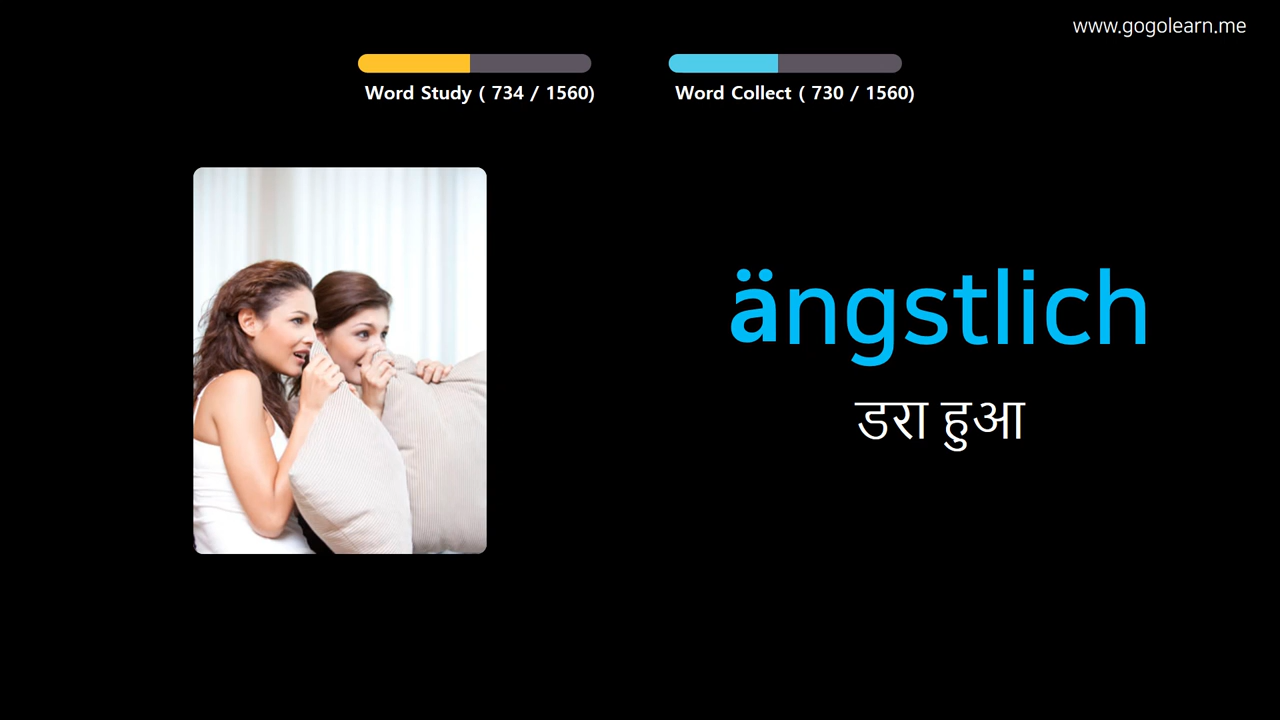 www.gogolearn.me
Word Study ( 734 / 1560)
Word Collect ( 730 / 1560)
ängstlich
डरा हुआ